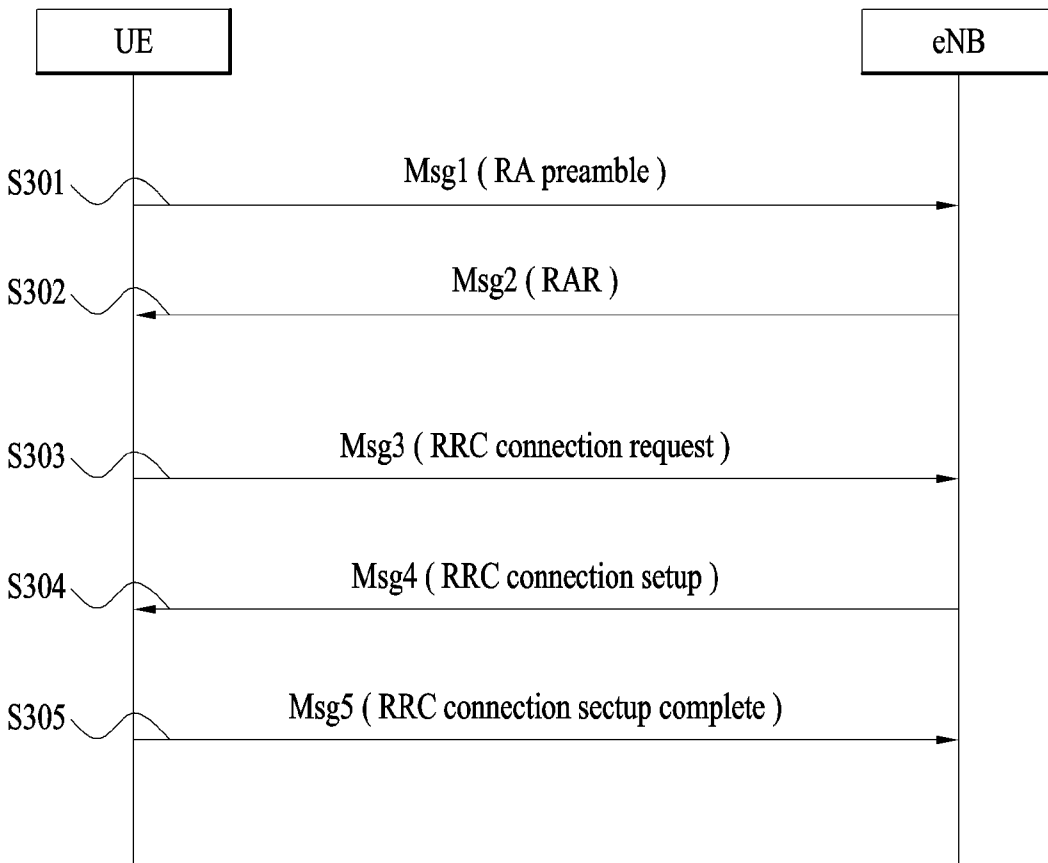 UE
eNB
S301
Msg1 ( RA preamble )
S302
Msg2 ( RAR )
S303
Msg3 ( RRC connection request )
S304
Msg4 ( RRC connection setup )
S305
Msg5 ( RRC connection sectup complete )